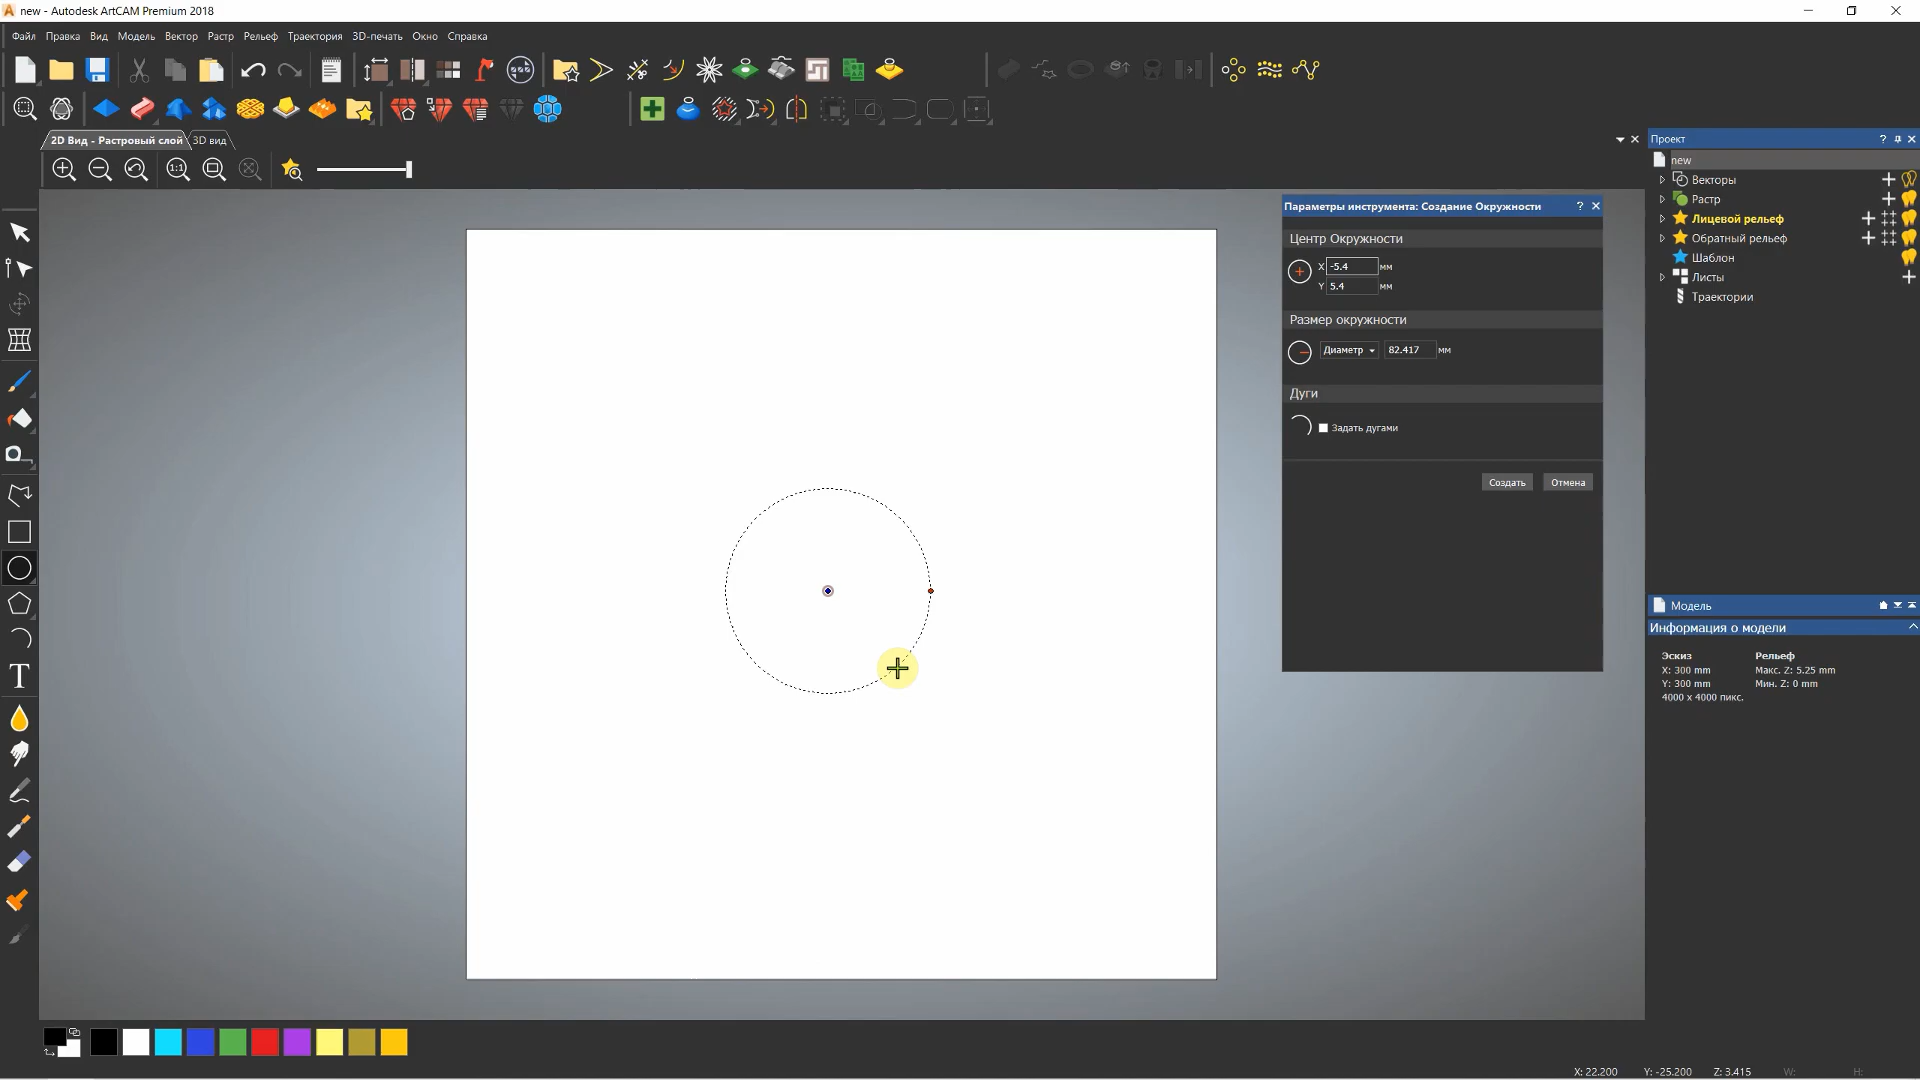 new - Autodesk ArtCAM Premium 2018
Файл Правка Вид Модель Вектор Растр Рельеф Траектория 3D-печать Окно Справка
2D Вид - Растровый слой 3D вид
1:1
Проект
new
Векторы
Растр
Лицевой рельеф
Обратный рельеф
Шаблон
Листы
Траектории
Параметры инструмента: Создание Окружности
Центр Окружности
X -5.4 мм
Y 5.4 мм
Размер окружности
Диаметр 82.417 мм
Дуги
Задать дугами
Создать Отмена
T
Модель
Информация о модели
Эскиз Рельеф
X: 300 mm Макс. Z: 5.25 mm
Y: 300 mm Мин. Z: 0 mm
4000 x 4000 пикс.
X: 22.200 Y: -25.200 Z: 3.415 W: H: